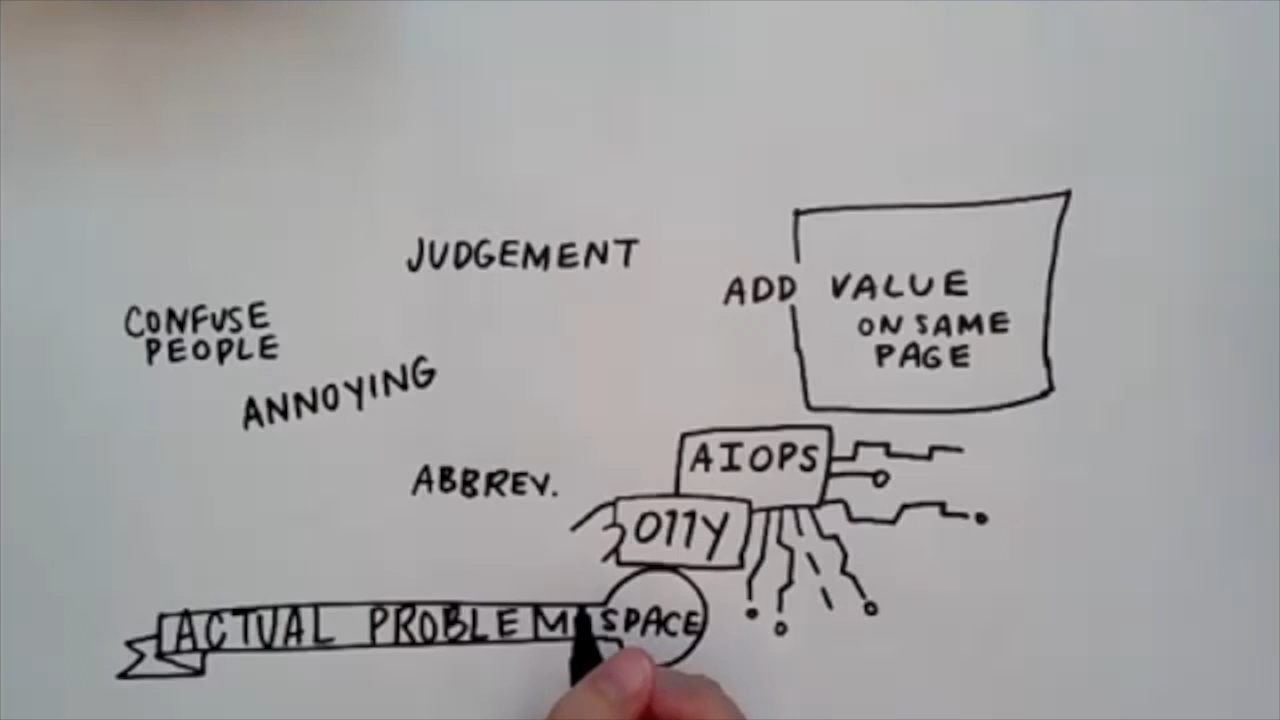 JUDGEMENT
ADD VALUE
ON SAME
PAGE
CONFUSE
PEOPLE
ANNOYING
AIOPS
ABBREV.
O11Y
ACTUAL PROBLEM SPACE